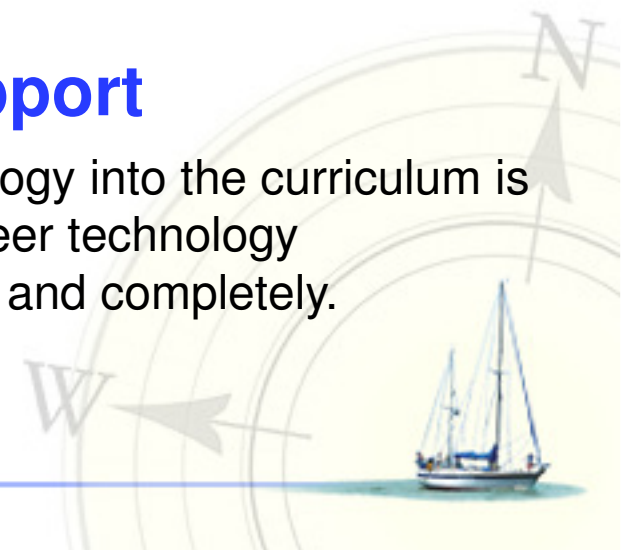 N
pport
ogy into the curriculum is
eer technology
and completely.
W